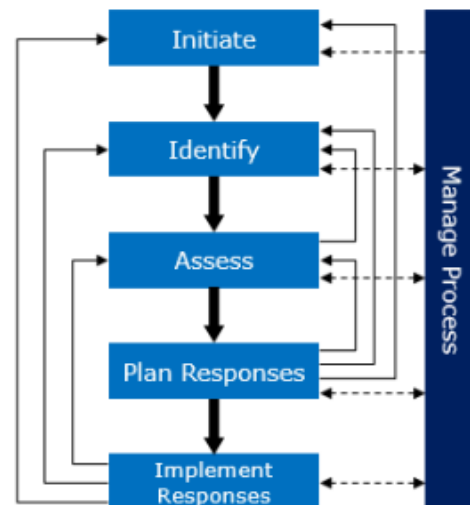 Initiate
Identify
Assess
Plan Responses
Implement
Responses
Manage Process